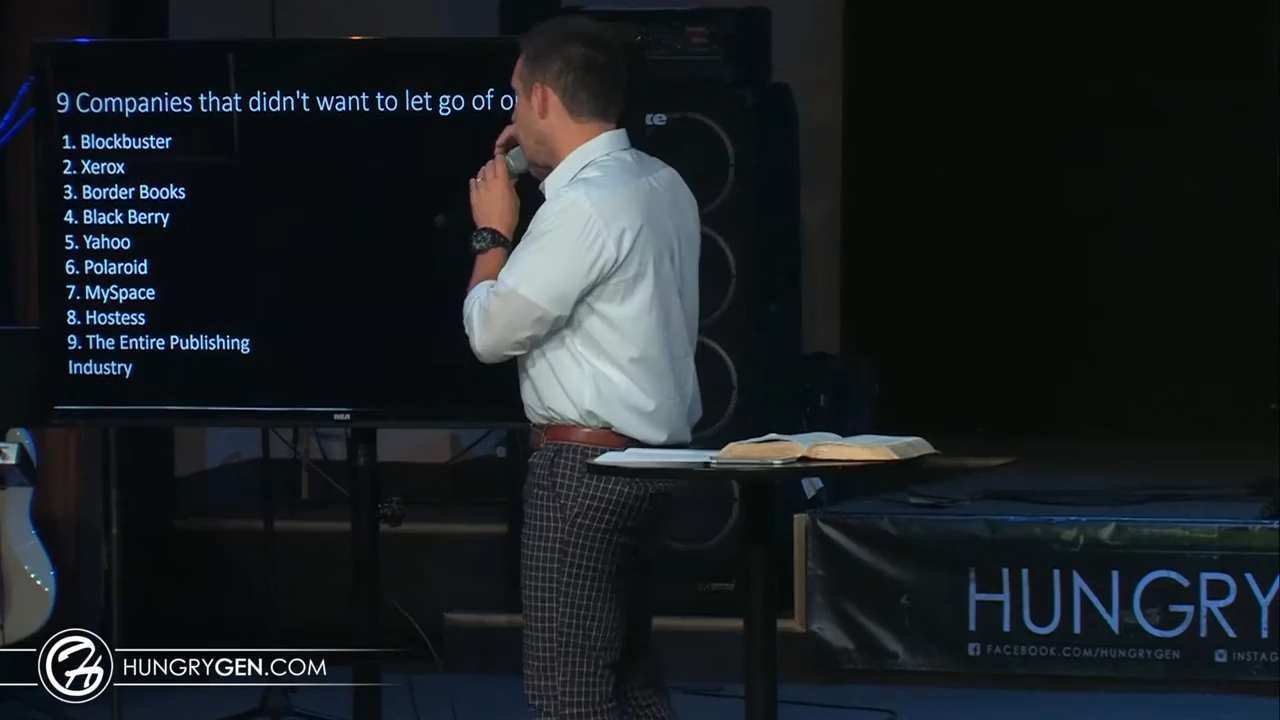 9 Companies that didn't want to let go of
1. Blockbuster
2. Xerox
3. Border Books
4. Black Berry
5. Yahoo
6. Polaroid
7. MySpace
8. Hostess
9. The Entire Publishing
Industry
RCA
HUNGRY
FACEBOOK.COM/HUNGRYGEN
INSTAG
HUNGRYGEN.COM